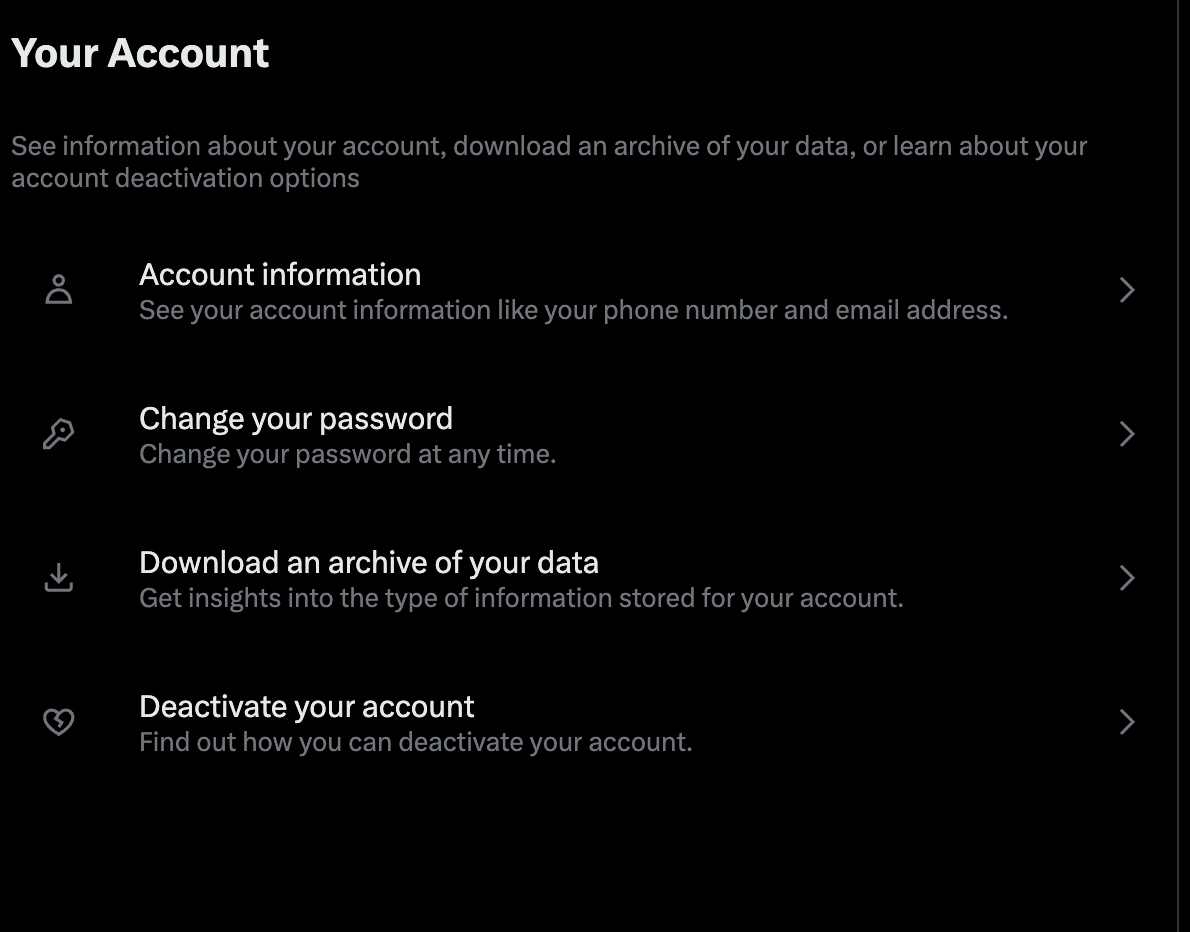 Your Account
See information about your account, download an archive of your data, or learn about your
account deactivation options
Account information
See your account information like your phone number and email address.
Change your password
Change your password at any time.
Download an archive of your data
Get insights into the type of information stored for your account.
Deactivate your account
Find out how you can deactivate your account.